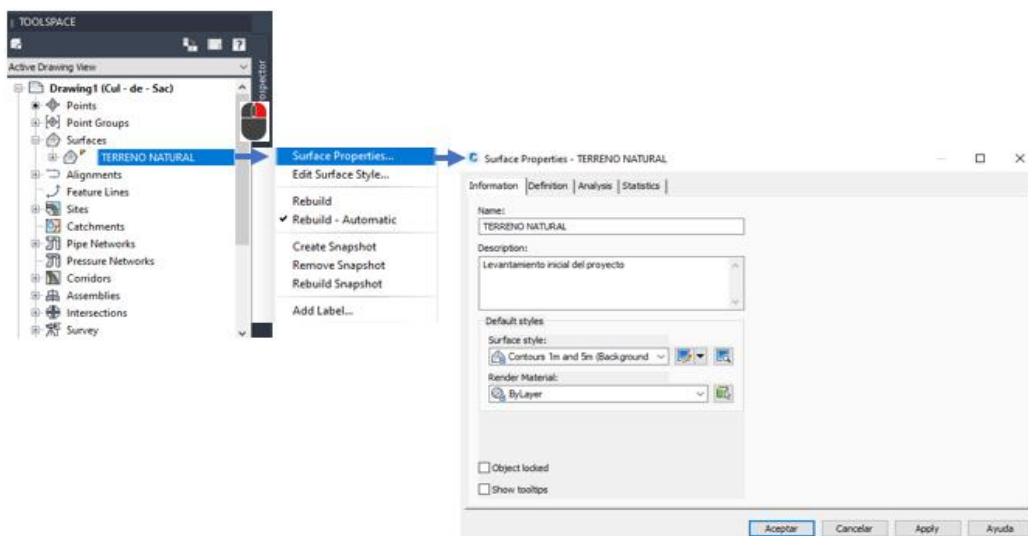 TOOLSPACE
Active Drawing View
Drawing1 (Cul - de - Sac)
Points
Point Groups
Surfaces
TERRENO NATURAL
Alignments
Feature Lines
Sites
Catchments
Pipe Networks
Pressure Networks
Corridors
Assemblies
Intersections
Survey
Surface Properties...
Edit Surface Style...
Rebuild
Rebuild - Automatic
Create Snapshot
Remove Snapshot
Rebuild Snapshot
Add Label...
Surface Properties - TERRENO NATURAL
Information Definition Analysis Statistics
Name:
TERRENO NATURAL
Description:
Levantamiento inicial del proyecto
Default styles
Surface style:
Contours 1m and 5m (Background
Render Material:
ByLayer
Object locked
Show tooltips
Aceptar Cancelar Apply Ayuda